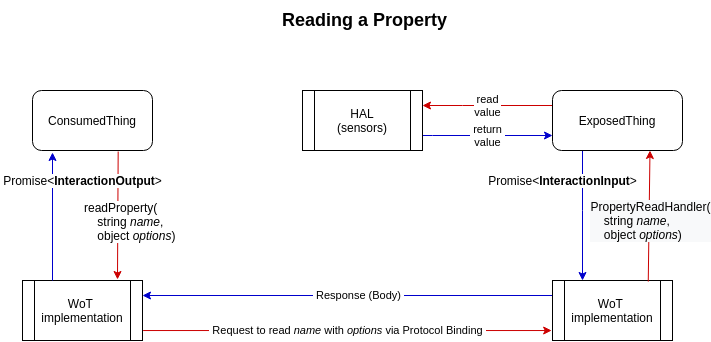 Reading a Property
ConsumedThing
HAL
(sensors)
read
value
return
value
ExposedThing
Promise<InteractionOutput>
readProperty(
string name,
object options)
Promise<InteractionInput>
PropertyReadHandler(
string name,
object options)
WoT
implementation
Response (Body)
Request to read name with options via Protocol Binding
WoT
implementation